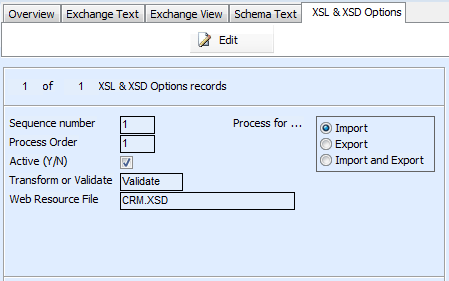 Overview Exchange Text Exchange View Schema Text XSL & XSD Options
Edit
1 of 1 XSL & XSD Options records
Sequence number 1 Process for ... Import
Process Order 1 Export
Active (Y/N) Import and Export
Transform or Validate Validate
Web Resource File CRM.XSD